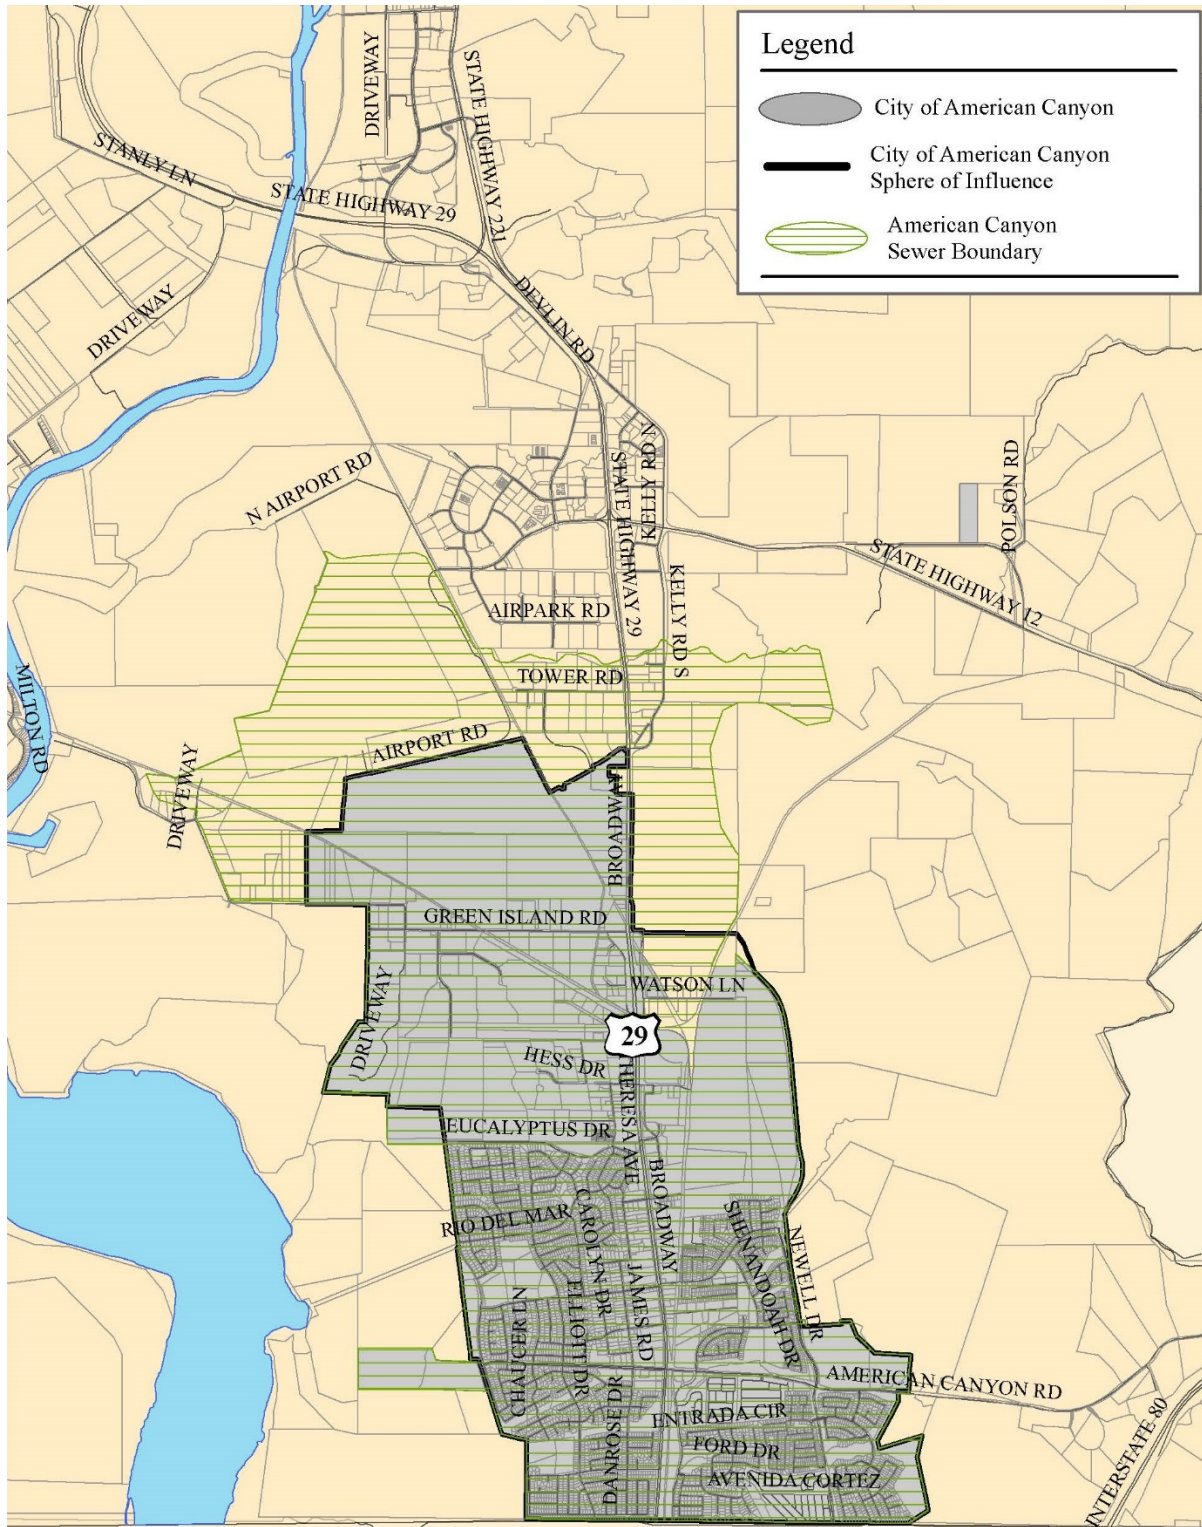 Legend
City of American Canyon
City of American Canyon
Sphere of Influence
American Canyon
Sewer Boundary
DRIVEWAY
STATE HIGHWAY 221
STANLY LN
STATE HIGHWAY 29
DRIVEWAY
DEVLIN RD
N AIRPORT RD
STATE HIGHWAY 29
KELLY RD N
POLSON RD
STATE HIGHWAY 12
AIRPARK RD
KELLY RD S
TOWER RD
MILTON RD
AIRPORT RD
DRIVEWAY
BROADWAY
GREEN ISLAND RD
WATSON LN
DRIVEWAY
29
HESS DR
THERESA AVE
EUCALYPTUS DR
BROADWAY
RIO DEL MAR
CAROLYN DR
SHENANDOAH DR
NEWELL DR
JAMES RD
ELLIOTT DR
CHAUCER LN
AMERICAN CANYON RD
DANROSE DR
ENTRADA CIR
FORD DR
AVENIDA CORTEZ
INTERSTATE 80